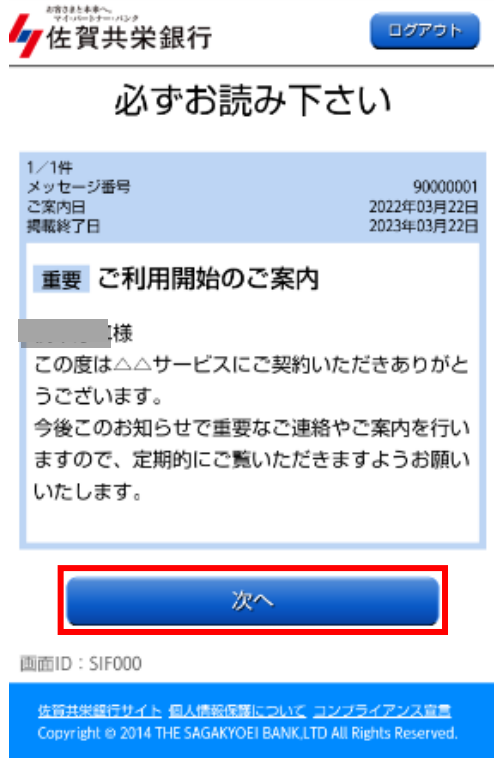 お客さまと未来へ。
マイ・パートナー・バンク
佐賀共栄銀行
ログアウト
必ずお読み下さい
1／1件
メッセージ番号 90000001
ご案内日 2022年03月22日
掲載終了日 2023年03月22日
重要 ご利用開始のご案内
様
この度は△△サービスにご契約いただきありがと
うございます。
今後このお知らせで重要なご連絡やご案内を行い
ますので、定期的にご覧いただきますようお願い
いたします。
次へ
画面ID：SIF000
佐賀共栄銀行サイト 個人情報保護について コンプライアンス宣言
Copyright © 2014 THE SAGAKYOEI BANK,LTD All Rights Reserved.